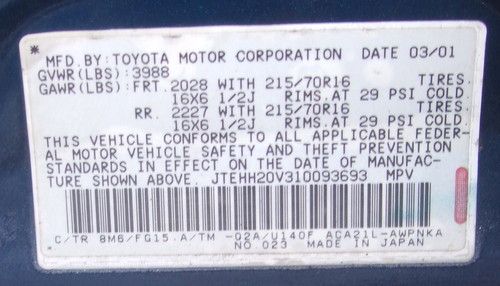 * MFD. BY: TOYOTA MOTOR CORPORATION DATE 03/01
GVWR(LBS): 3988
GAWR(LBS): FRT. 2028 WITH 215/70R16 TIRES.
16X6 1/2J RIMS. AT 29 PSI COLD.
RR. 2227 WITH 215/70R16 TIRES.
16X6 1/2J RIMS. AT 29 PSI COLD.
THIS VEHICLE CONFORMS TO ALL APPLICABLE FEDER-
AL MOTOR VEHICLE SAFETY AND THEFT PREVENTION
STANDARDS IN EFFECT ON THE DATE OF MANUFAC-
TURE SHOWN ABOVE. JTEHH20V310093693 MPV
C/TR 8M6/FG15. A/TM -02A/U140F ACA21L-AWPNKA
NO 023 MADE IN JAPAN